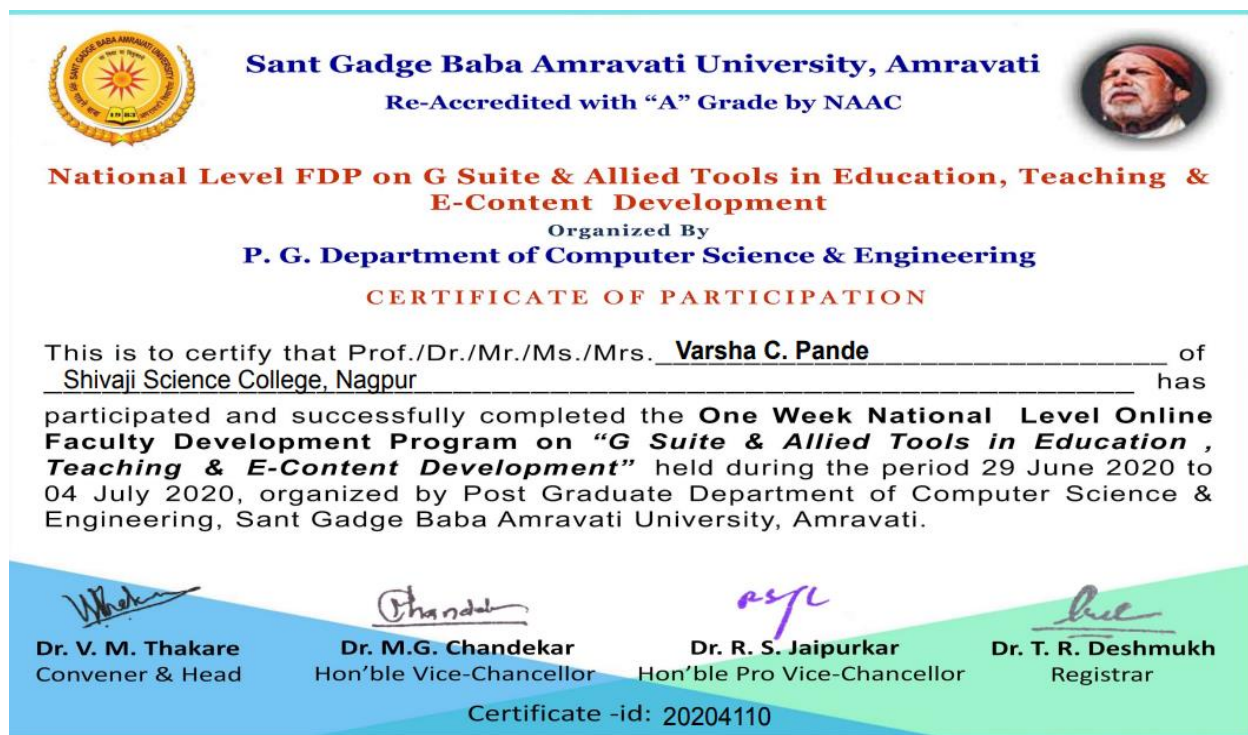 SANT GADGE BABA AMRAVATI UNIVERSITY
1983
Sant Gadge Baba Amravati University, Amravati
Re-Accredited with “A” Grade by NAAC
National Level FDP on G Suite & Allied Tools in Education, Teaching &
E-Content Development
Organized By
P. G. Department of Computer Science & Engineering
CERTIFICATE OF PARTICIPATION
This is to certify that Prof./Dr./Mr./Ms./Mrs. Varsha C. Pande of
Shivaji Science College, Nagpur has
participated and successfully completed the One Week National Level Online
Faculty Development Program on “G Suite & Allied Tools in Education ,
Teaching & E-Content Development” held during the period 29 June 2020 to
04 July 2020, organized by Post Graduate Department of Computer Science &
Engineering, Sant Gadge Baba Amravati University, Amravati.
Dr. V. M. Thakare Dr. M.G. Chandekar Dr. R. S. Jaipurkar Dr. T. R. Deshmukh
Convener & Head Hon’ble Vice-Chancellor Hon’ble Pro Vice-Chancellor Registrar
Certificate -id: 20204110